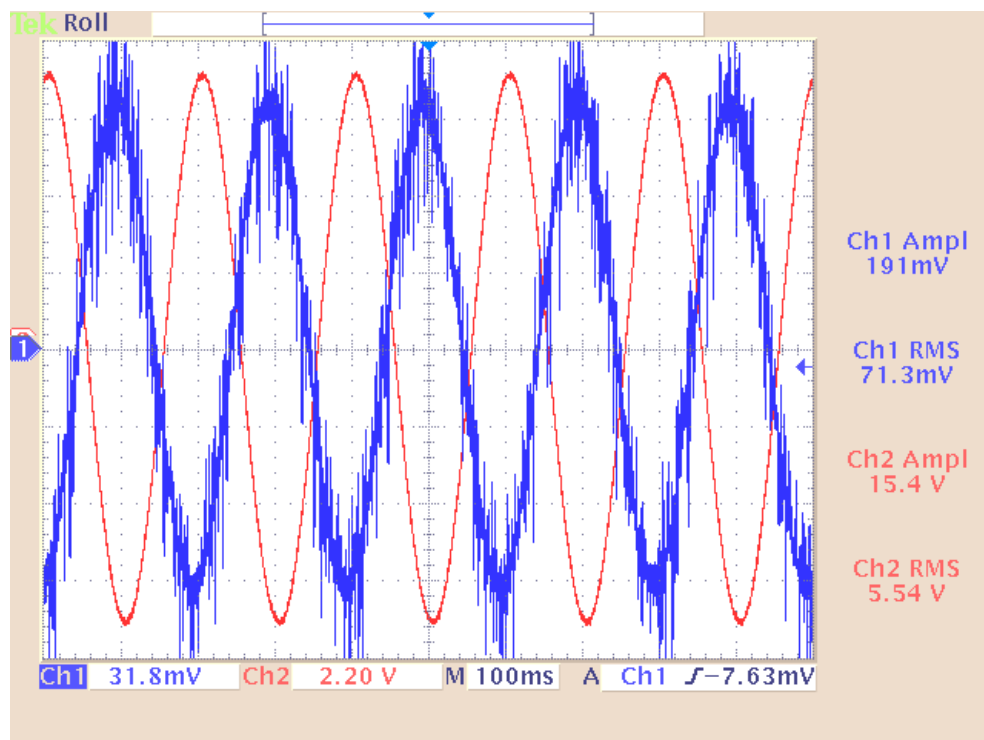 Tek Roll
1
Ch1 Ampl
191mV
Ch1 RMS
71.3mV
Ch2 Ampl
15.4 V
Ch2 RMS
5.54 V
Ch1 31.8mV Ch2 2.20 V M 100ms A Ch1 -7.63mV